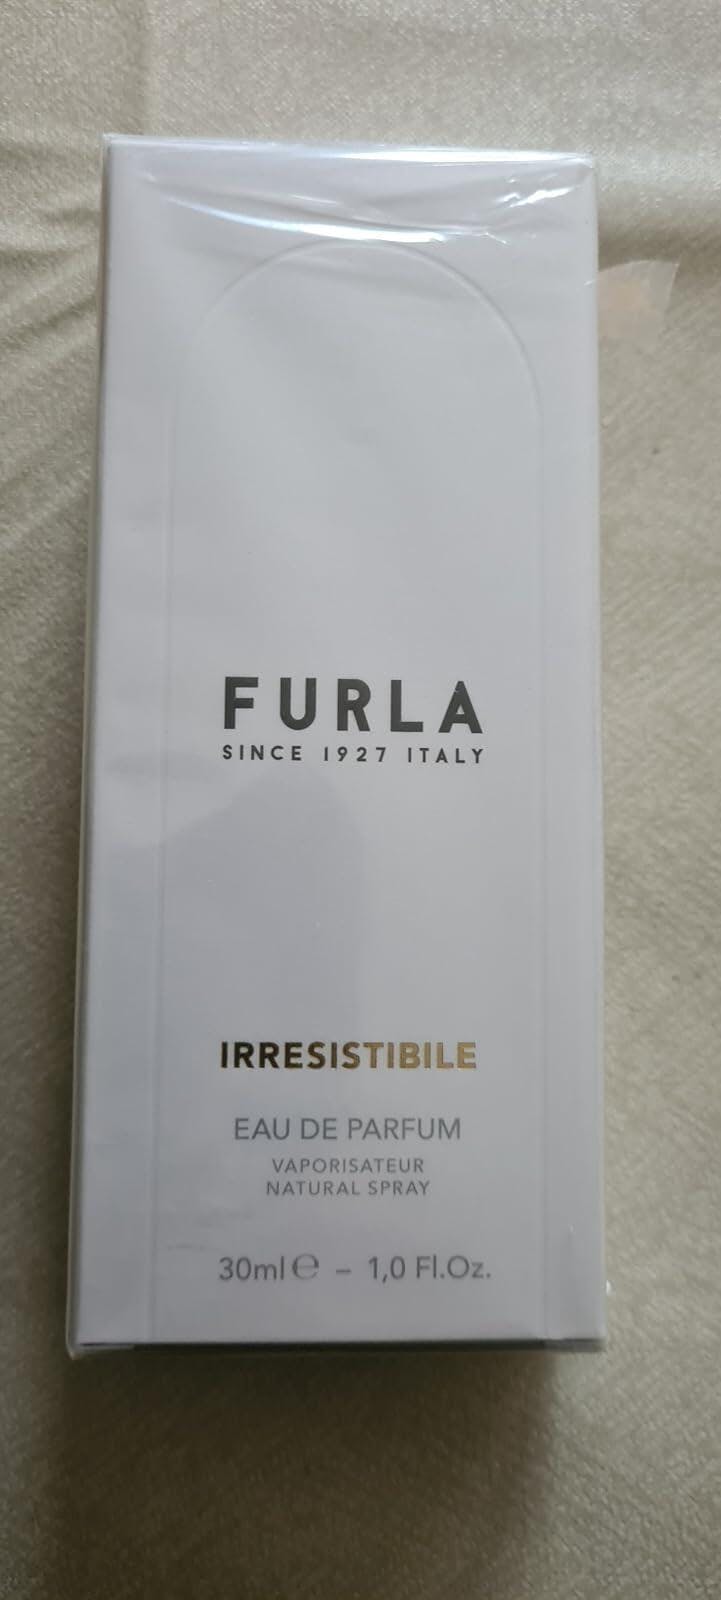 FURLA
SINCE 1927 ITALY
IRRESISTIBILE
EAU DE PARFUM
VAPORISATEUR
NATURAL SPRAY
30ml ℮ – 1,0 Fl.Oz.